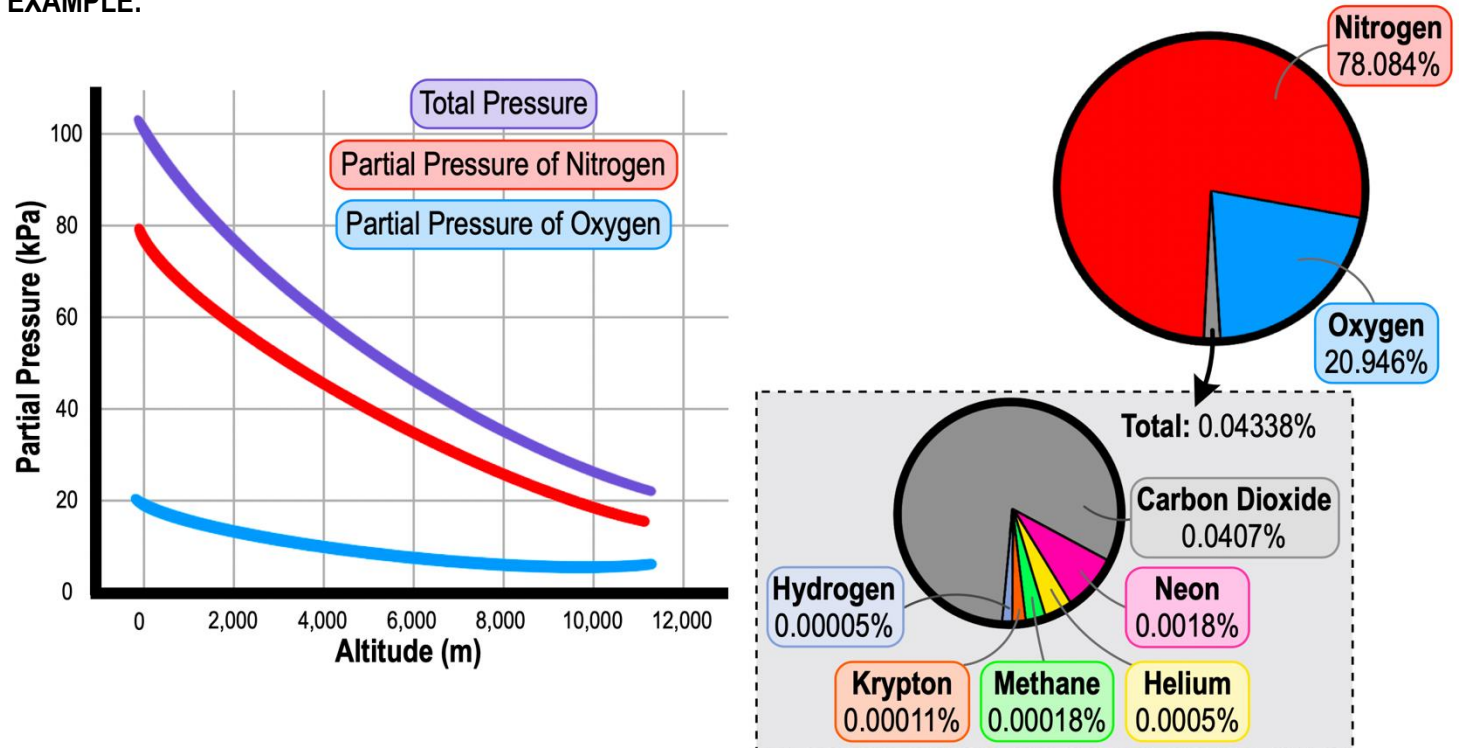 EXAMPLE:
Total Pressure
Partial Pressure of Nitrogen
Partial Pressure of Oxygen
Partial Pressure (kPa)
100
80
60
40
20
0
0
2,000
4,000
6,000
8,000
10,000
12,000
Altitude (m)
Nitrogen
78.084%
Oxygen
20.946%
Total: 0.04338%
Carbon Dioxide
0.0407%
Neon
0.0018%
Helium
0.0005%
Methane
0.00018%
Krypton
0.00011%
Hydrogen
0.00005%